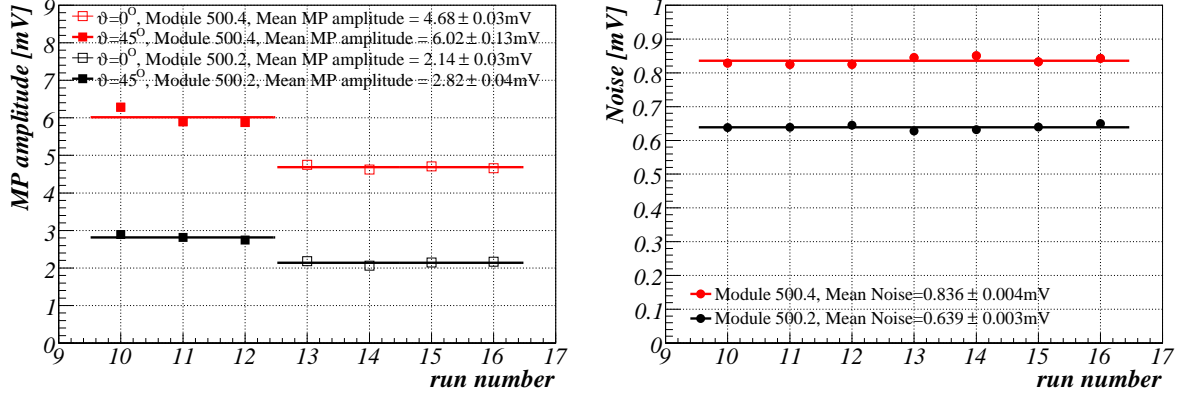 MP amplitude [mV]
9
8
7
6
5
4
3
2
1
0
ϑ=0°, Module 500.4, Mean MP amplitude = 4.68 ± 0.03mV
ϑ=45°, Module 500.4, Mean MP amplitude = 6.02 ± 0.13mV
ϑ=0°, Module 500.2, Mean MP amplitude = 2.14 ± 0.03mV
ϑ=45°, Module 500.2, Mean MP amplitude = 2.82 ± 0.04mV
9 10 11 12 13 14 15 16 17
run number
Noise [mV]
1
0.9
0.8
0.7
0.6
0.5
0.4
0.3
0.2
0.1
0
Module 500.4, Mean Noise=0.836 ± 0.004mV
Module 500.2, Mean Noise=0.639 ± 0.003mV
9 10 11 12 13 14 15 16 17
run number